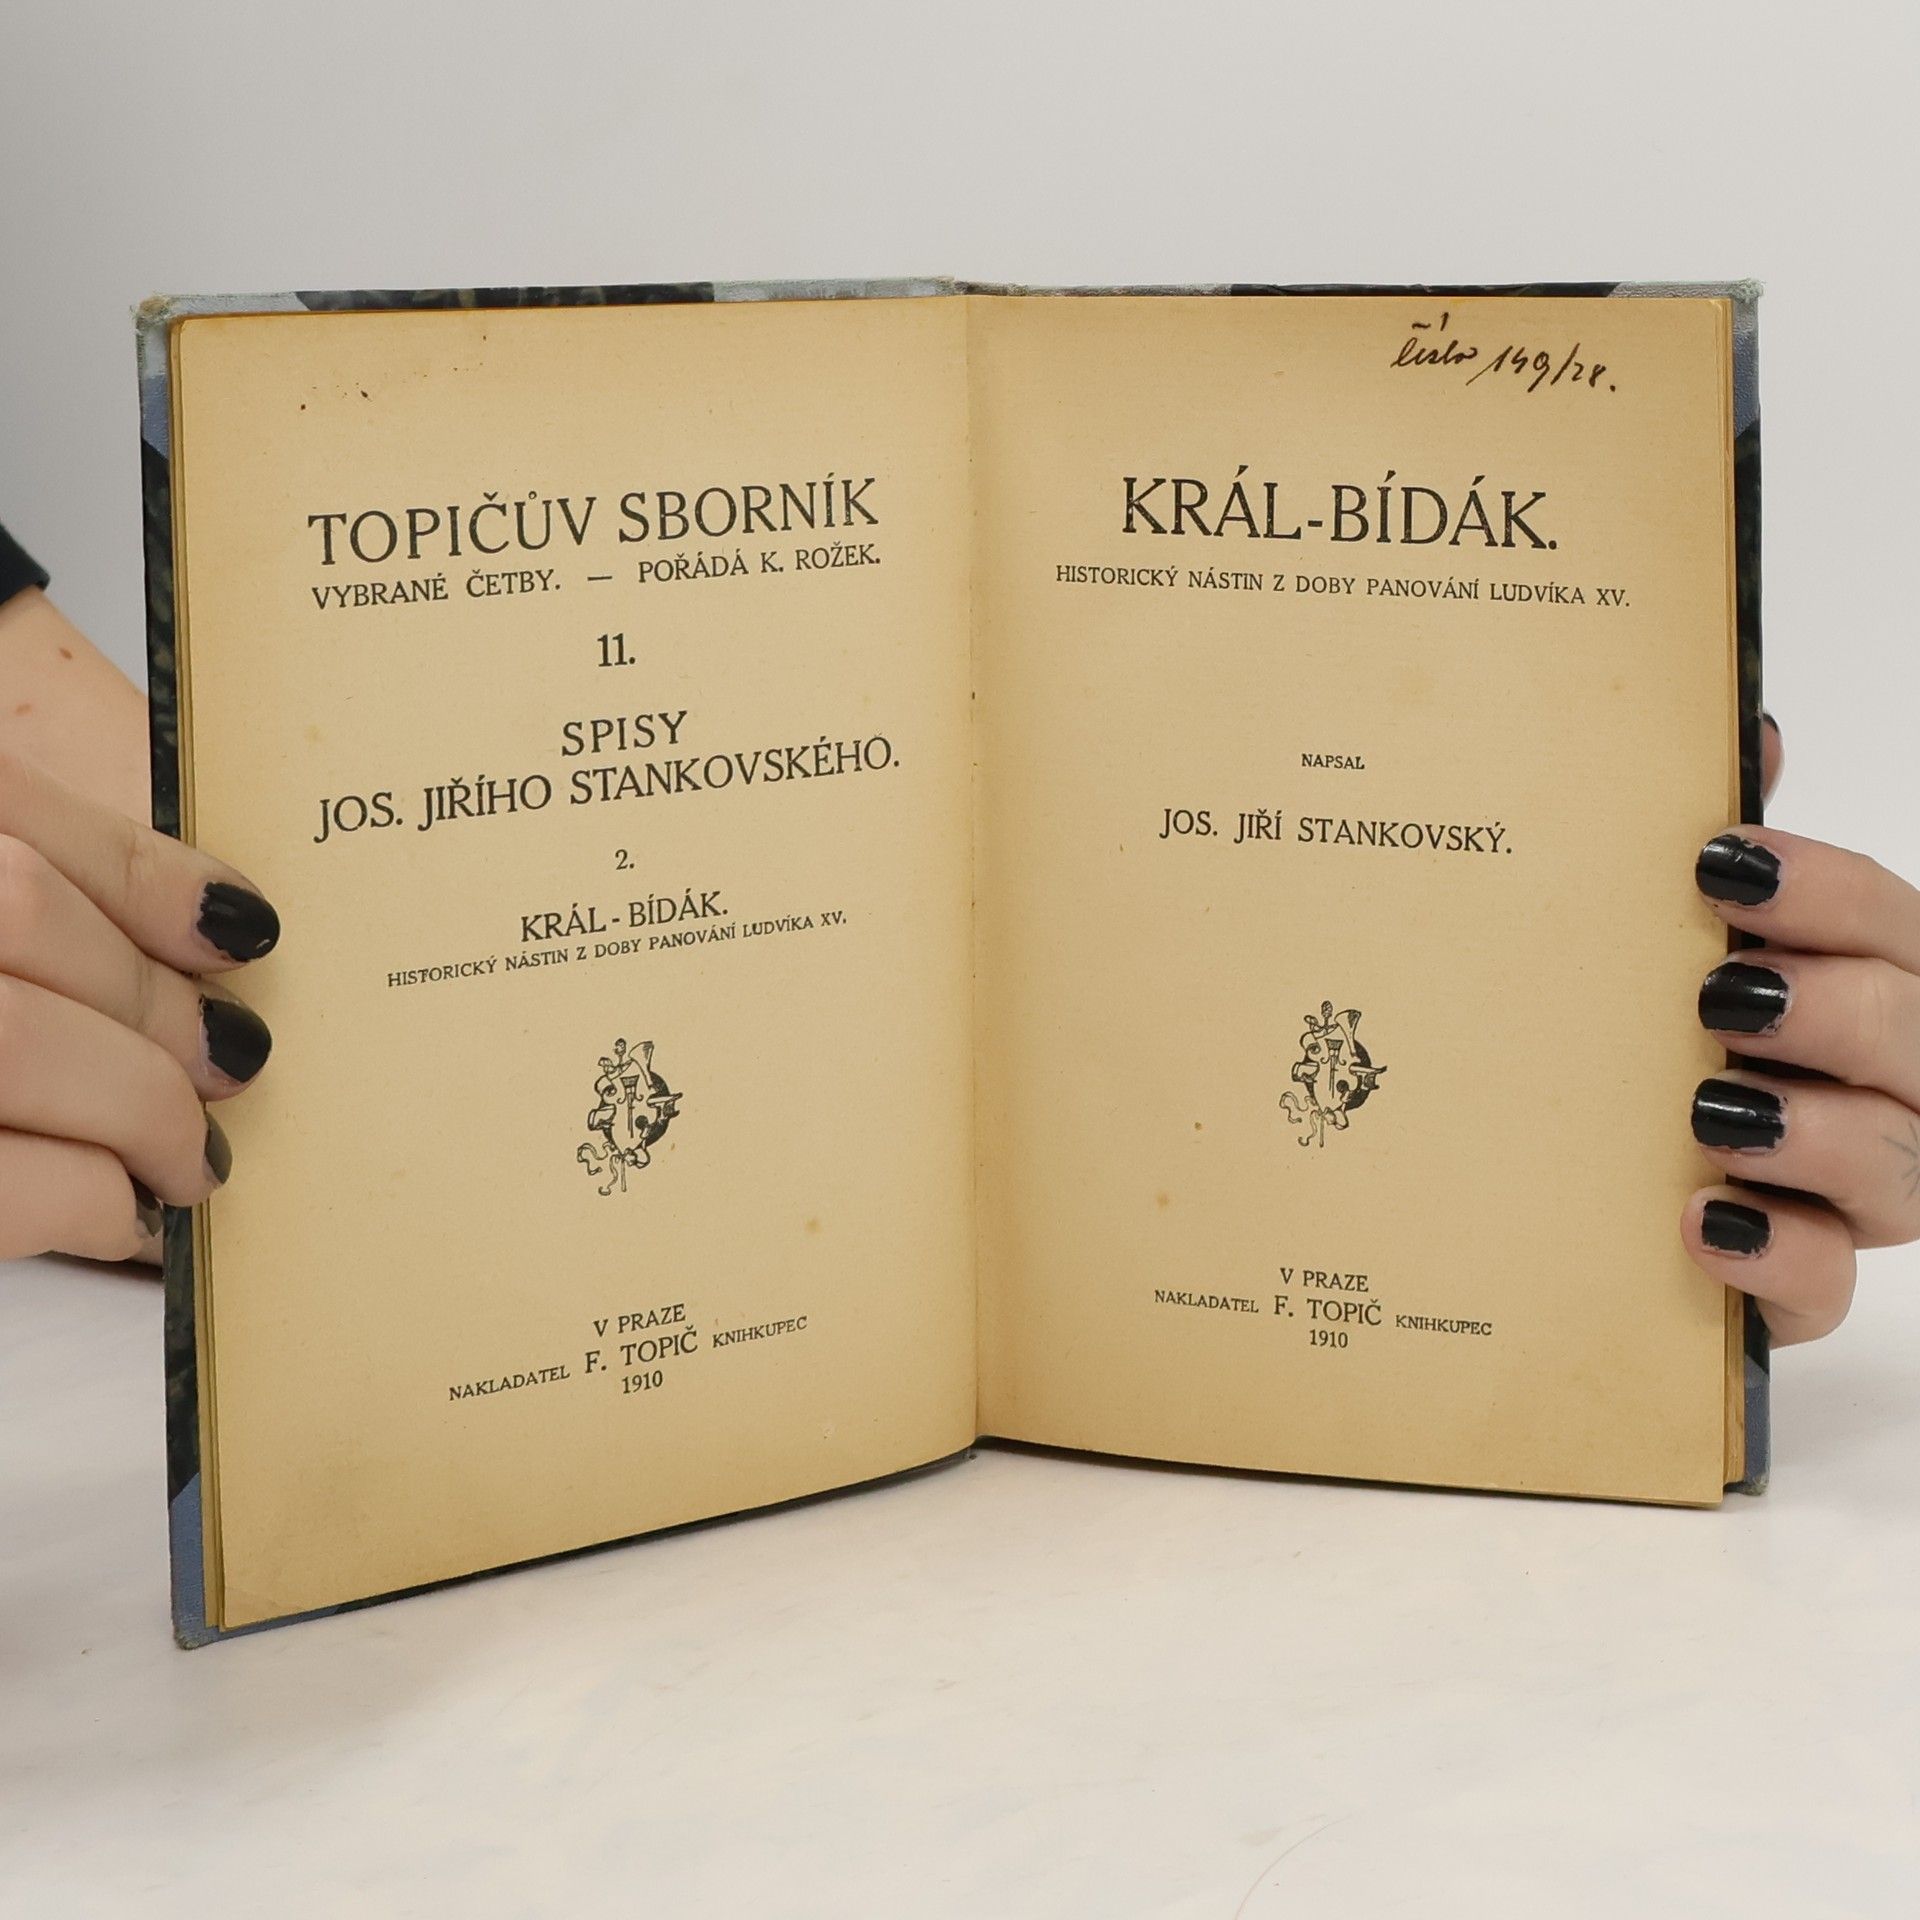 TOPIČŮV SBORNÍK
VYBRANÉ ČETBY. — POŘÁDÁ K. ROŽEK.
11.
SPISY
JOS. JIŘÍHO STANKOVSKÉHO.
2.
KRÁL-BÍDÁK.
HISTORICKÝ NÁSTIN Z DOBY PANOVÁNÍ LUDVÍKA XV.
V PRAZE
NAKLADATEL F. TOPIČ KNIHKUPEC
1910
číslo 149/28.
KRÁL-BÍDÁK.
HISTORICKÝ NÁSTIN Z DOBY PANOVÁNÍ LUDVÍKA XV.
NAPSAL
JOS. JIŘÍ STANKOVSKÝ.
V PRAZE
NAKLADATEL F. TOPIČ KNIHKUPEC
1910